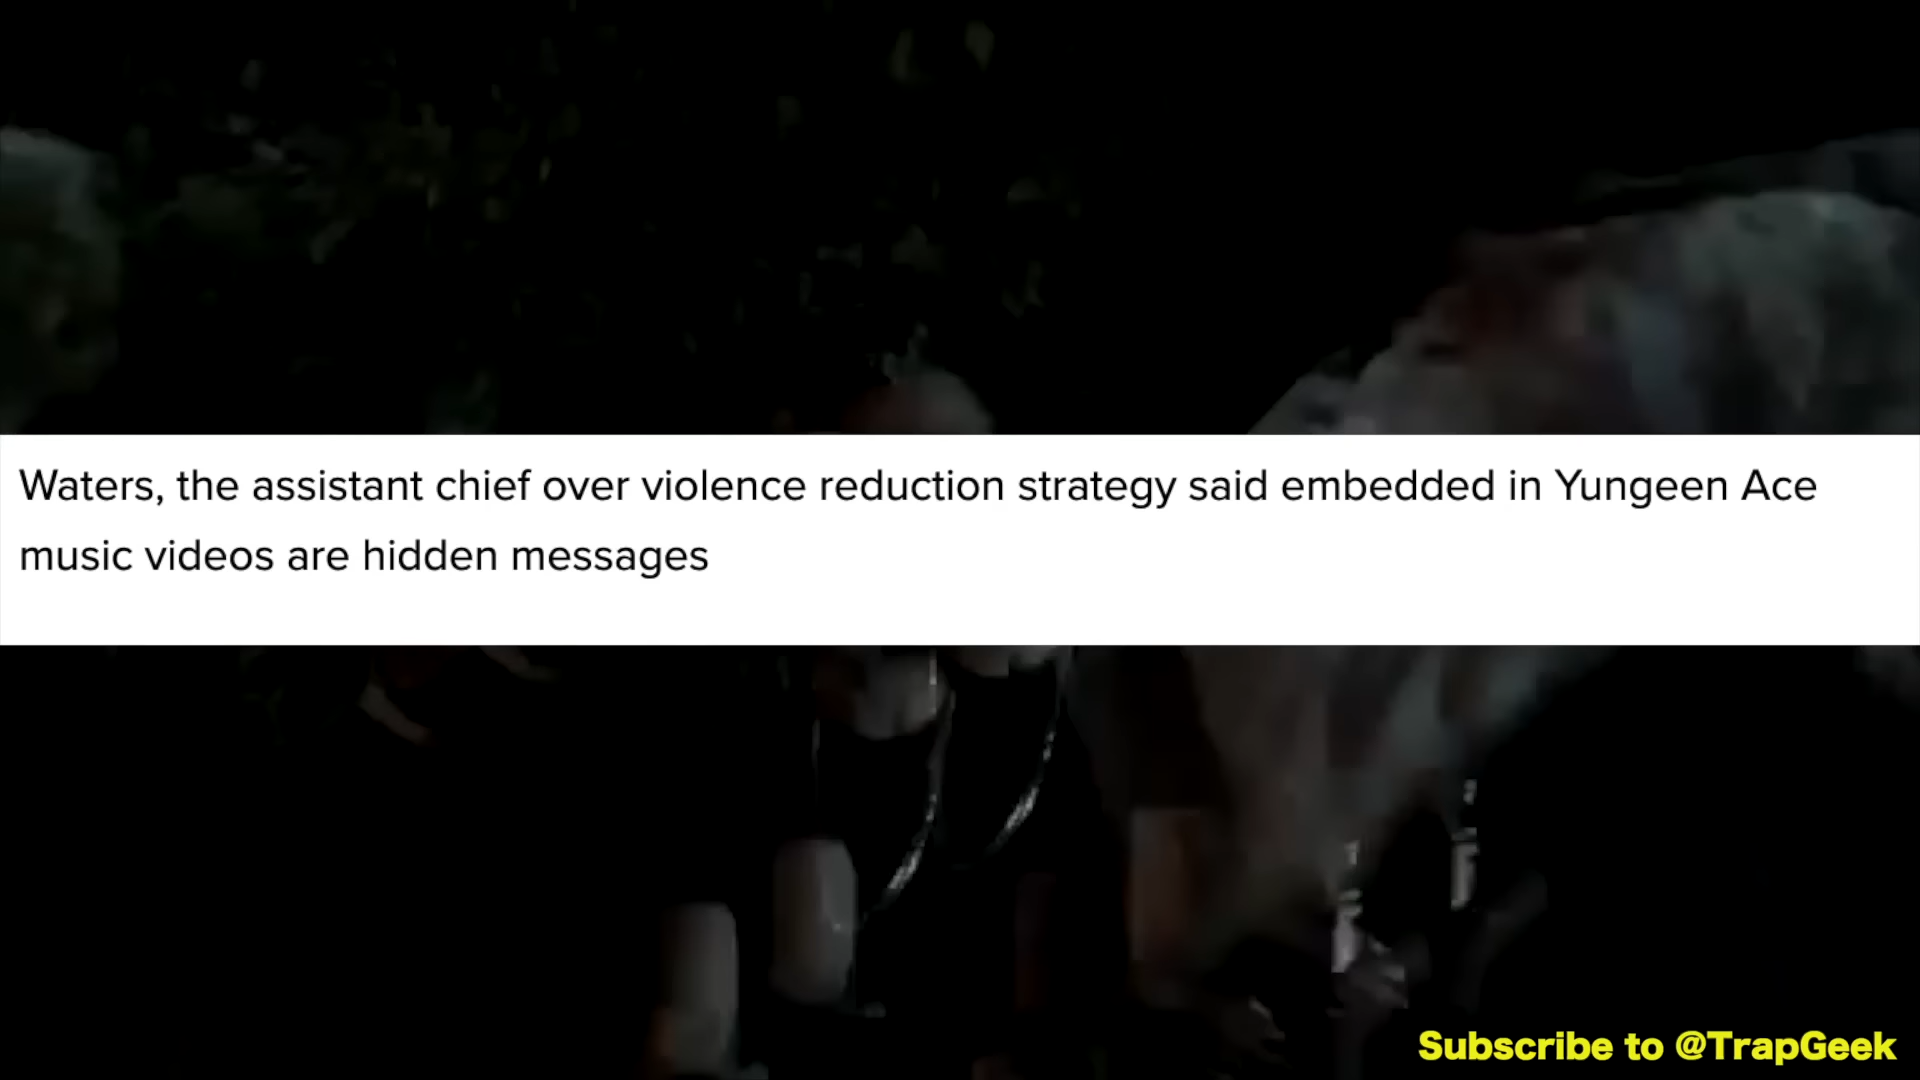 Waters, the assistant chief over violence reduction strategy said embedded in Yungeen Ace
music videos are hidden messages
Subscribe to @TrapGeek